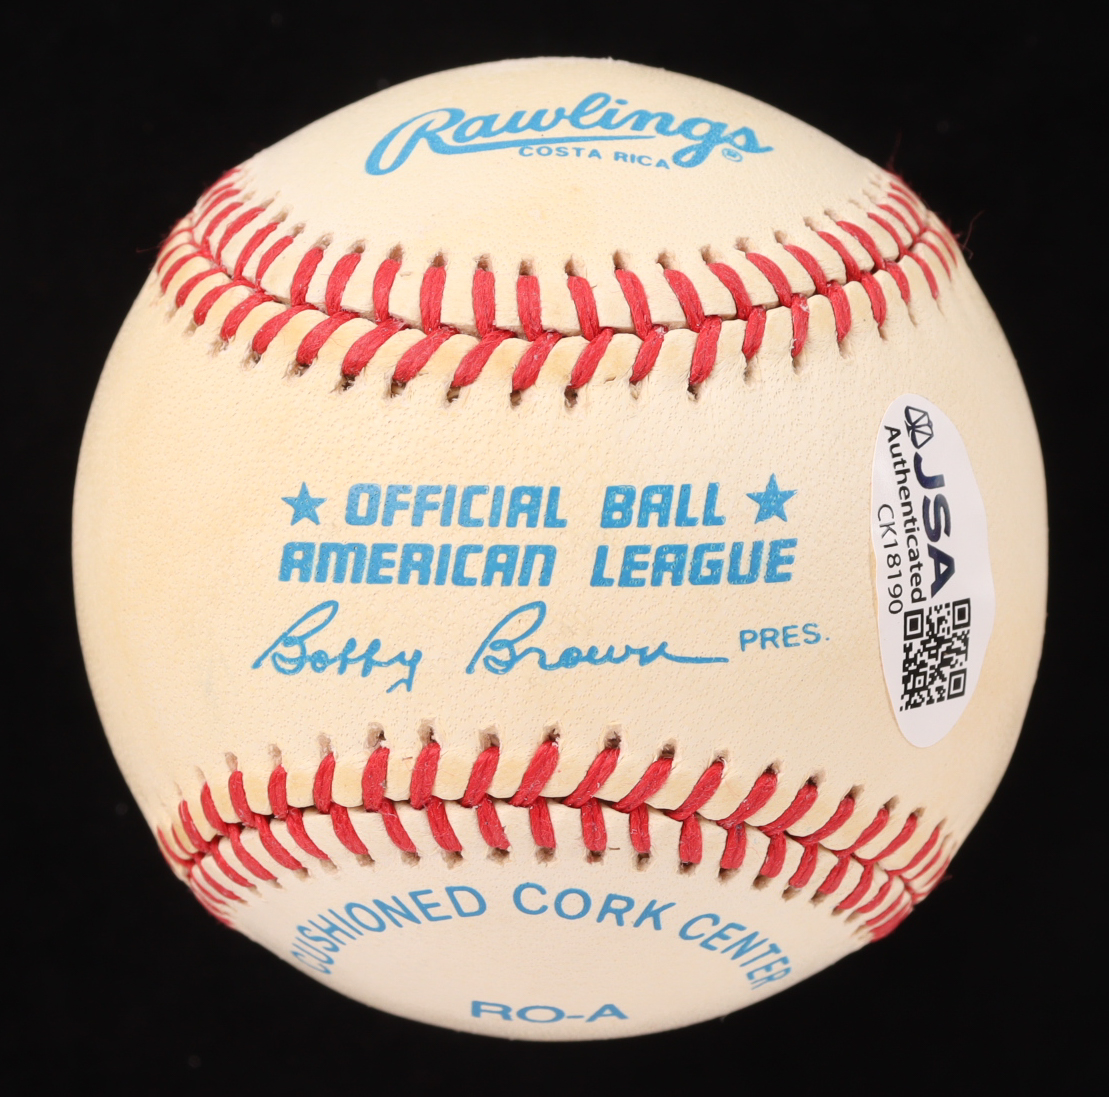 Rawlings ®
COSTA RICA
★ OFFICIAL BALL ★
AMERICAN LEAGUE
Bobby Brown PRES.
CUSHIONED CORK CENTER
RO-A
JSA
Authenticated
CK18190